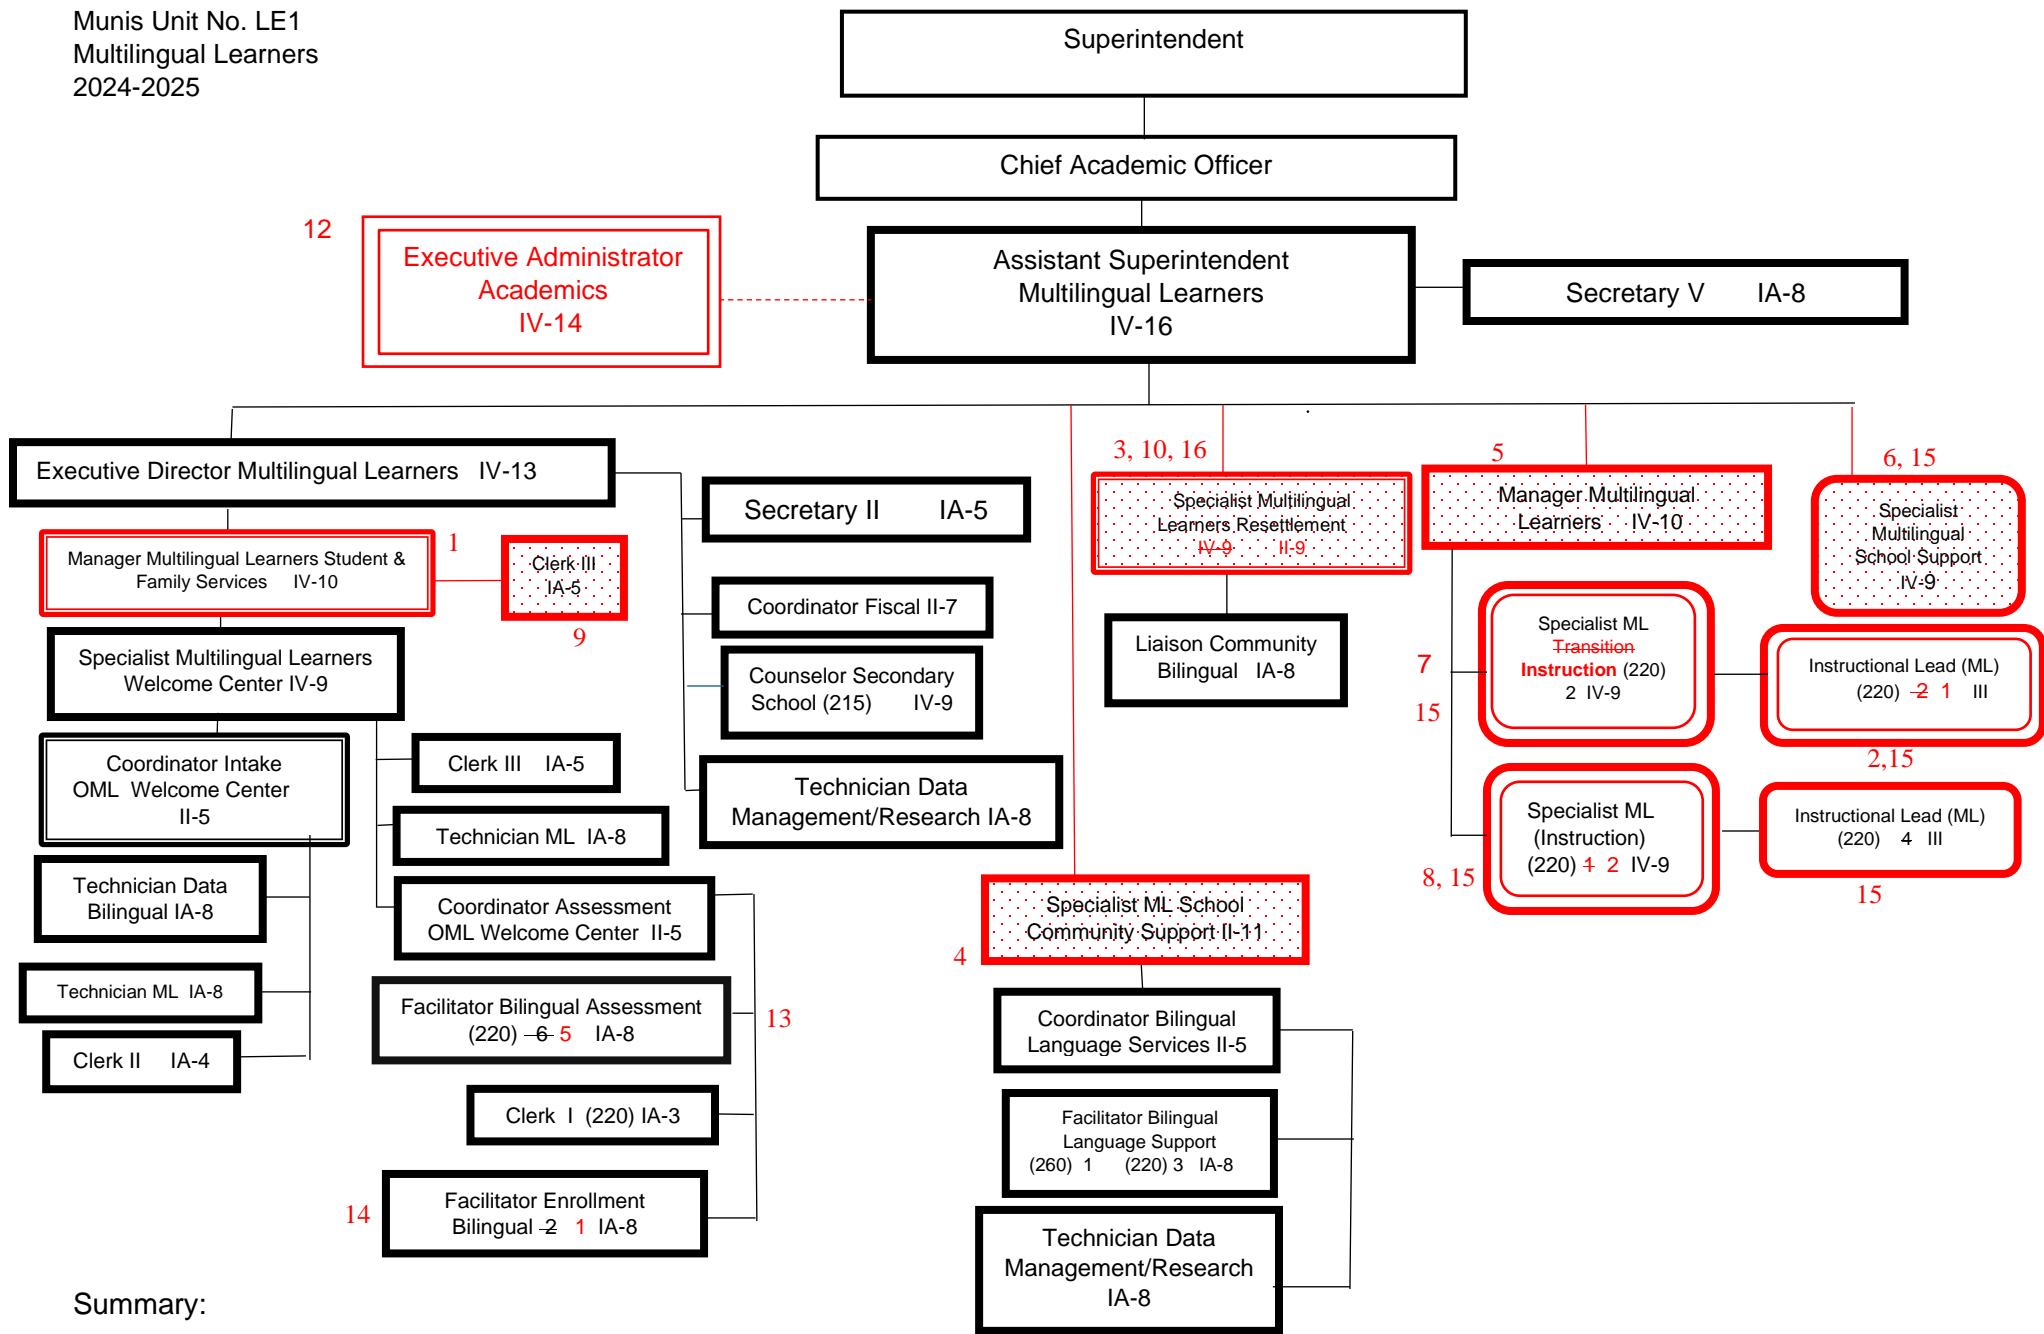 Munis Unit No. LE1
Multilingual Learners
2024-2025
Superintendent
Chief Academic Officer
12
Executive Administrator
Academics
IV-14
Assistant Superintendent
Multilingual Learners
IV-16
Secretary V IA-8
Executive Director Multilingual Learners IV-13
Manager Multilingual Learners Student &
Family Services IV-10
1
Clerk III
IA-5
9
Specialist Multilingual Learners
Welcome Center IV-9
Coordinator Intake
OML Welcome Center
II-5
Technician Data
Bilingual IA-8
Technician ML IA-8
Clerk II IA-4
Clerk III IA-5
Technician ML IA-8
Coordinator Assessment
OML Welcome Center II-5
Facilitator Bilingual Assessment
(220) 6 5 IA-8
13
Clerk I (220) IA-3
14
Facilitator Enrollment
Bilingual 2 1 IA-8
Secretary II IA-5
Coordinator Fiscal II-7
Counselor Secondary
School (215) IV-9
Technician Data
Management/Research IA-8
3, 10, 16
Specialist Multilingual
Learners Resettlement
IV-9 II-9
Liaison Community
Bilingual IA-8
4
Specialist ML School
Community Support II-11
Coordinator Bilingual
Language Services II-5
Facilitator Bilingual
Language Support
(260) 1 (220) 3 IA-8
Technician Data
Management/Research
IA-8
5
Manager Multilingual
Learners IV-10
7
15
Specialist ML
Transition
Instruction (220)
2 IV-9
Instructional Lead (ML)
(220) 2 1 III
2,15
8, 15
Specialist ML
(Instruction)
(220) 1 2 IV-9
Instructional Lead (ML)
(220) 4 III
15
6, 15
Specialist
Multilingual
School Support
IV-9
Summary: